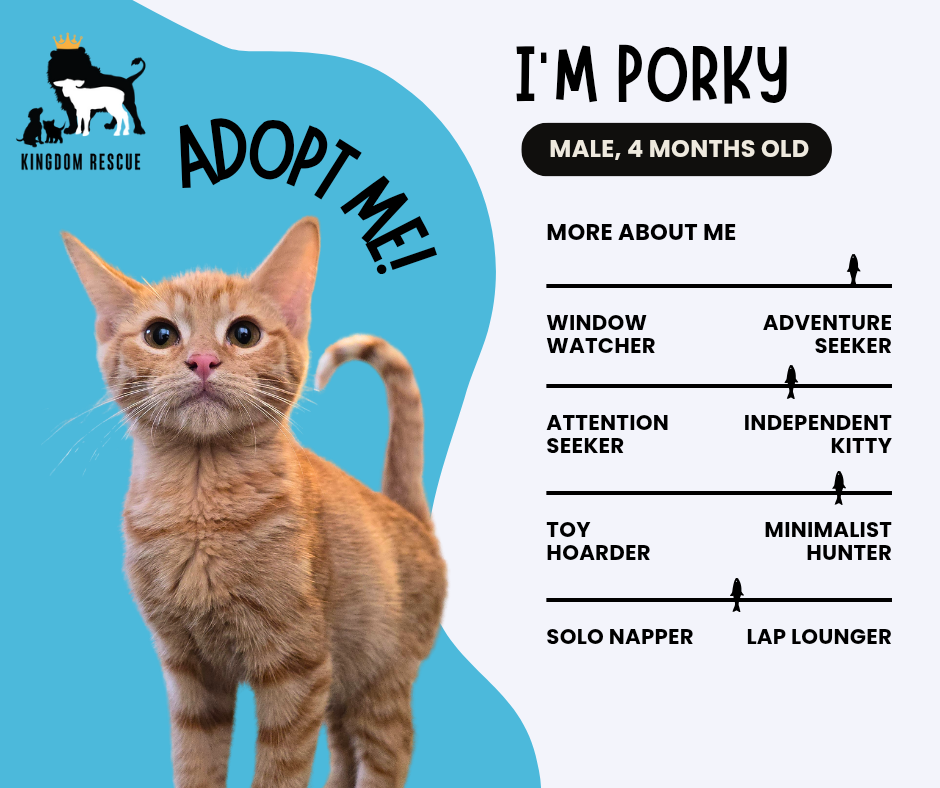 KINGDOM RESCUE
ADOPT ME!
I'M PORKY
MALE, 4 MONTHS OLD
MORE ABOUT ME
WINDOW
WATCHER
ADVENTURE
SEEKER
ATTENTION
SEEKER
INDEPENDENT
KITTY
TOY
HOARDER
MINIMALIST
HUNTER
SOLO NAPPER
LAP LOUNGER